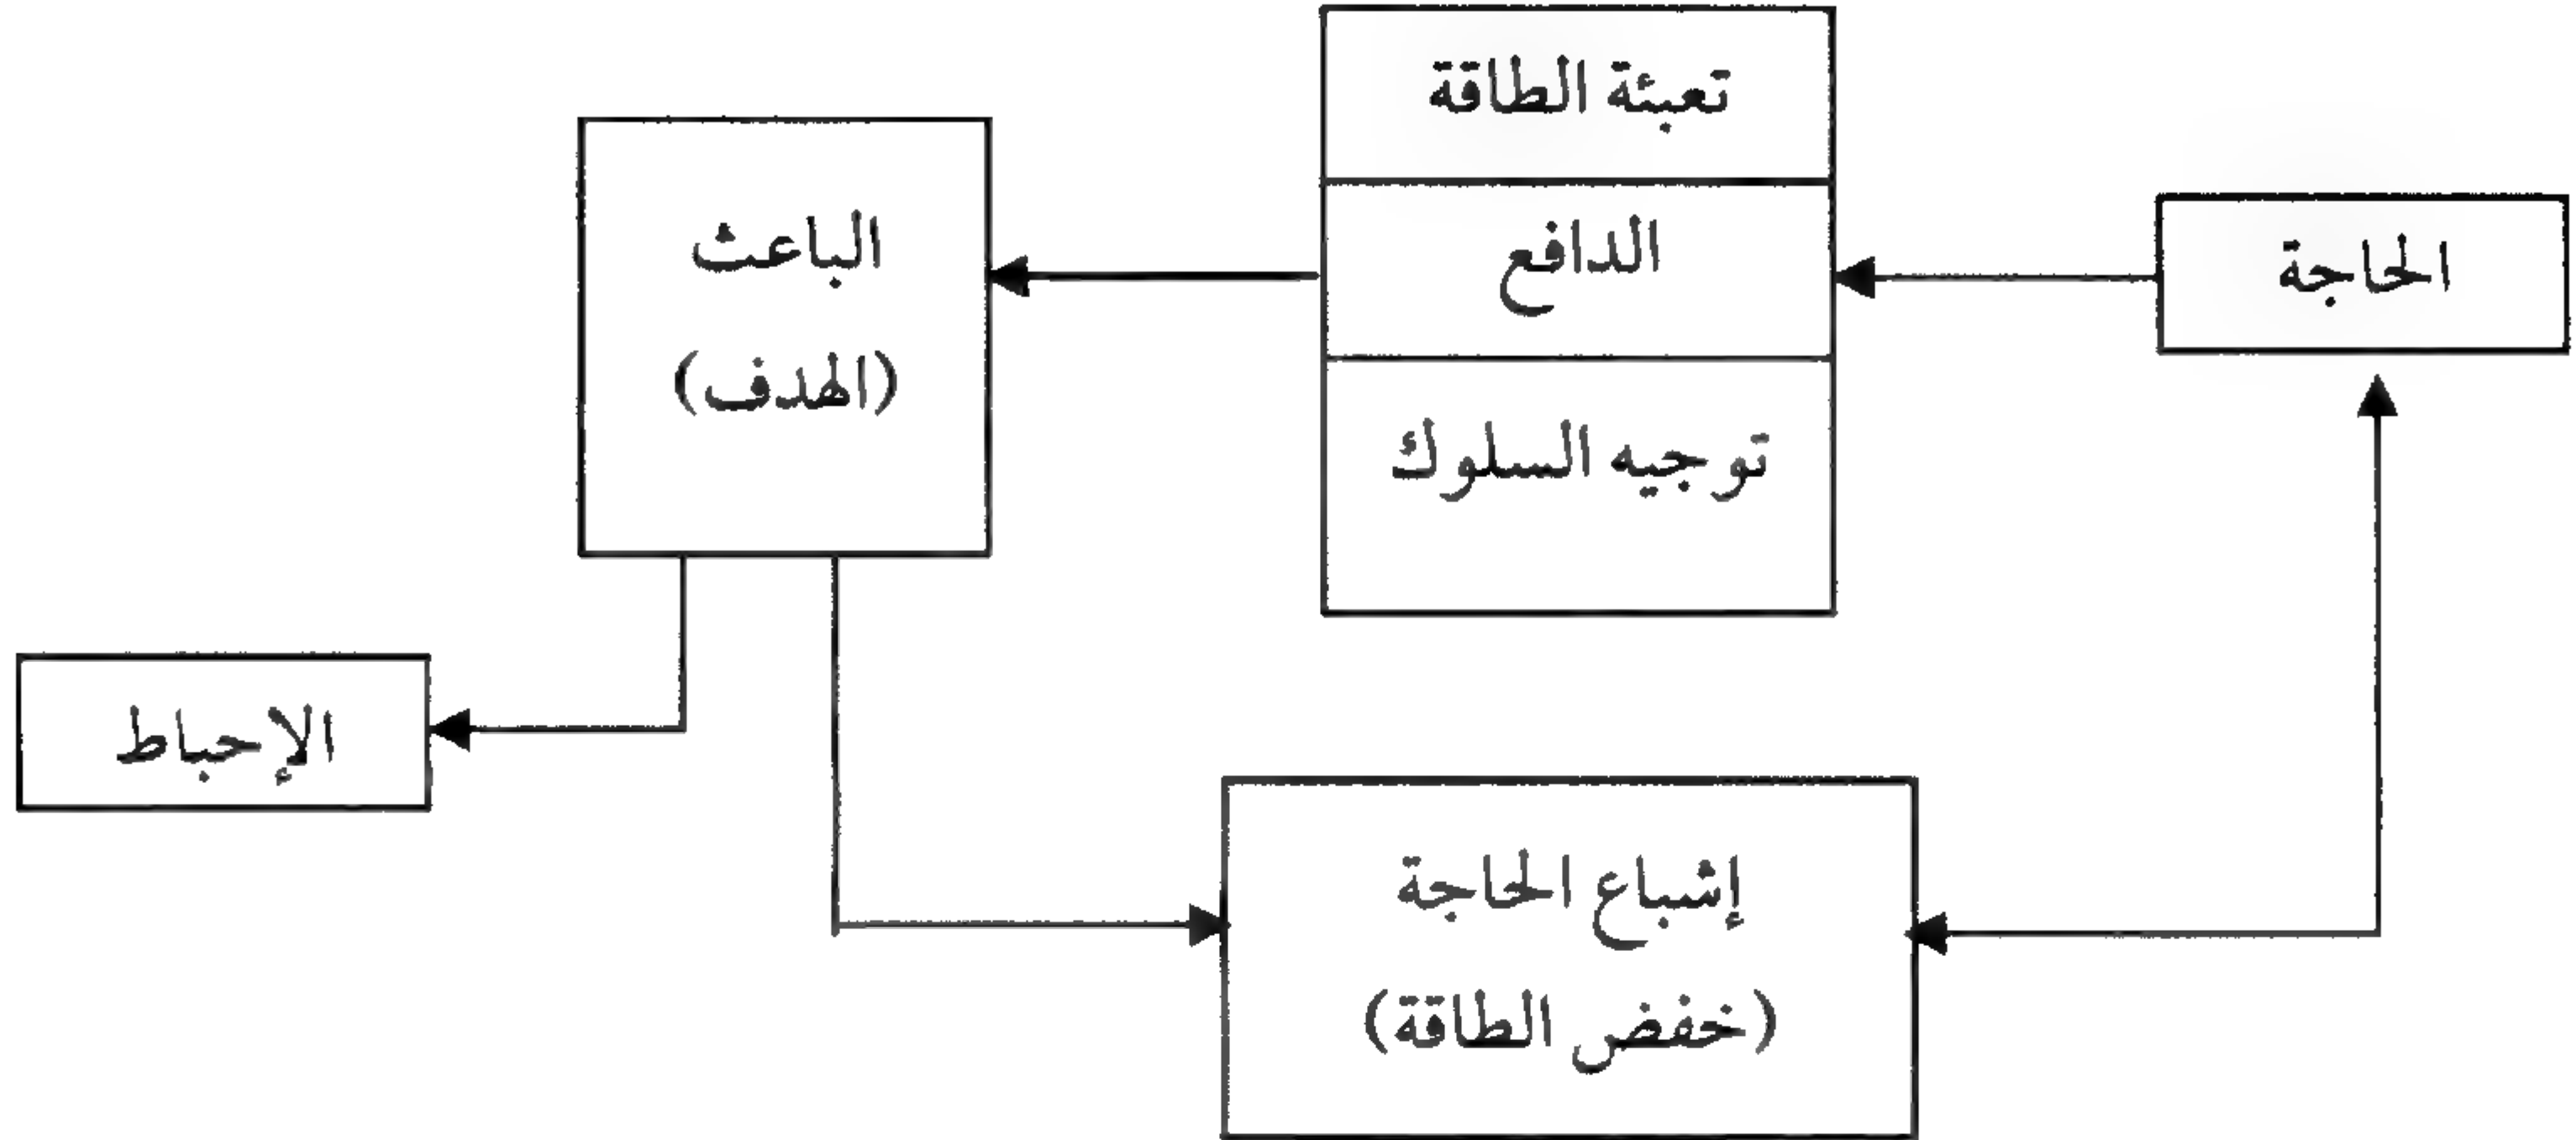 الحاجة
تعبئة الطاقة
الدافع
توجيه السلوك
الباعث
(الهدف)
الإحباط
إشباع الحاجة
(خفض الطاقة)